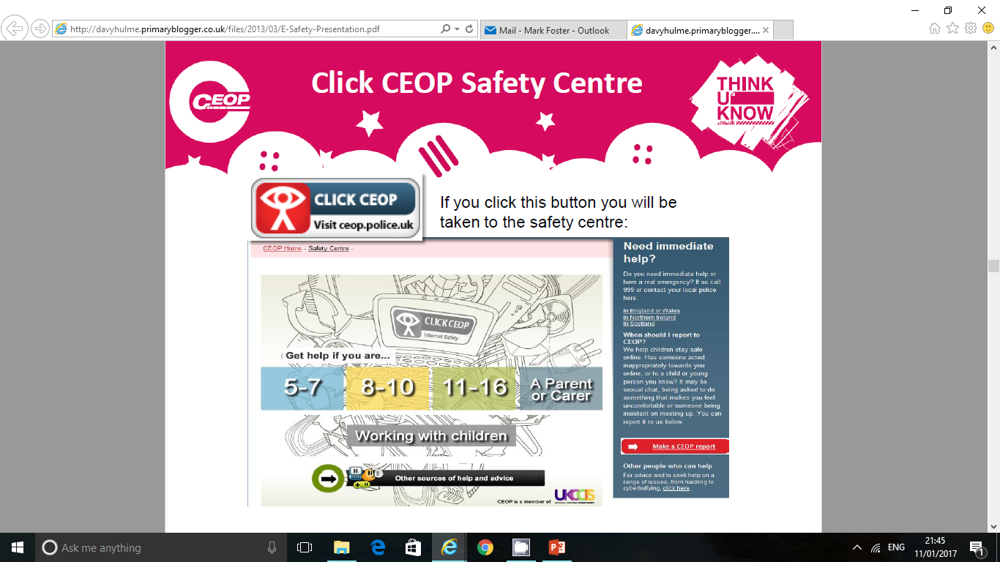 http://davyhulme.primaryblogger.co.uk/files/2013/03/E-Safety-Presentation.pdf
Mail - Mark Foster - Outlook
davyhulme.primaryblogger....
CEOP
Click CEOP Safety Centre
THINK
U
KNOW
.co.uk
CLICK CEOP
Visit ceop.police.uk
If you click this button you will be
taken to the safety centre:
CEOP Home - Safety Centre -
CLICK CEOP
Internet Safety
Get help if you are...
5-7
8-10
11-16
A Parent
or Carer
Working with children
Other sources of help and advice
CEOP is a member of
UKCCIS
Need immediate
help?
Do you need immediate help or
have a real emergency? If so call
999 or contact your local police
here:
In England or Wales
In Northern Ireland
In Scotland
When should I report to
CEOP?
We help children stay safe
online. Has someone acted
inappropriately towards you
online, or to a child or young
person you know? It may be
sexual chat, being asked to do
something that makes you feel
uncomfortable or someone being
insistent on meeting up. You can
report it to us below.
Make a CEOP report
Other people who can help
For advice and to seek help on a
range of issues, from hacking to
cyberbullying, click here.
Ask me anything
ENG
21:45
11/01/2017
1